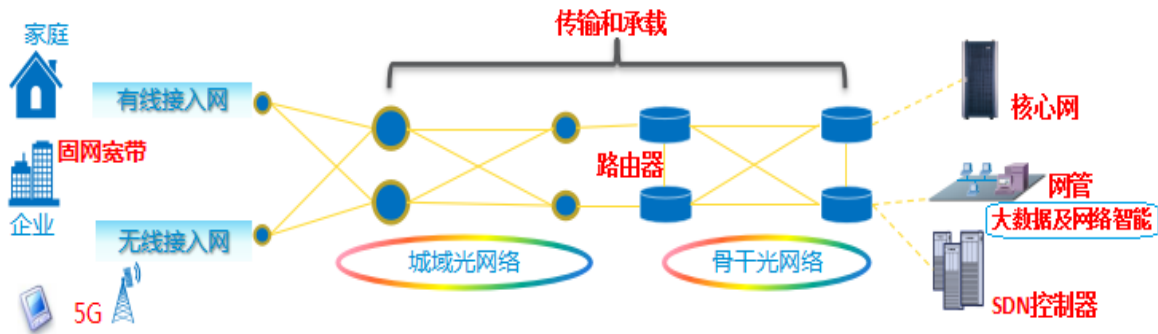 传输和承载
家庭
有线接入网
核心网
固网宽带
路由器
网管
企业
大数据及网络智能
无线接入网
城域光网络
骨干光网络
5G
SDN控制器